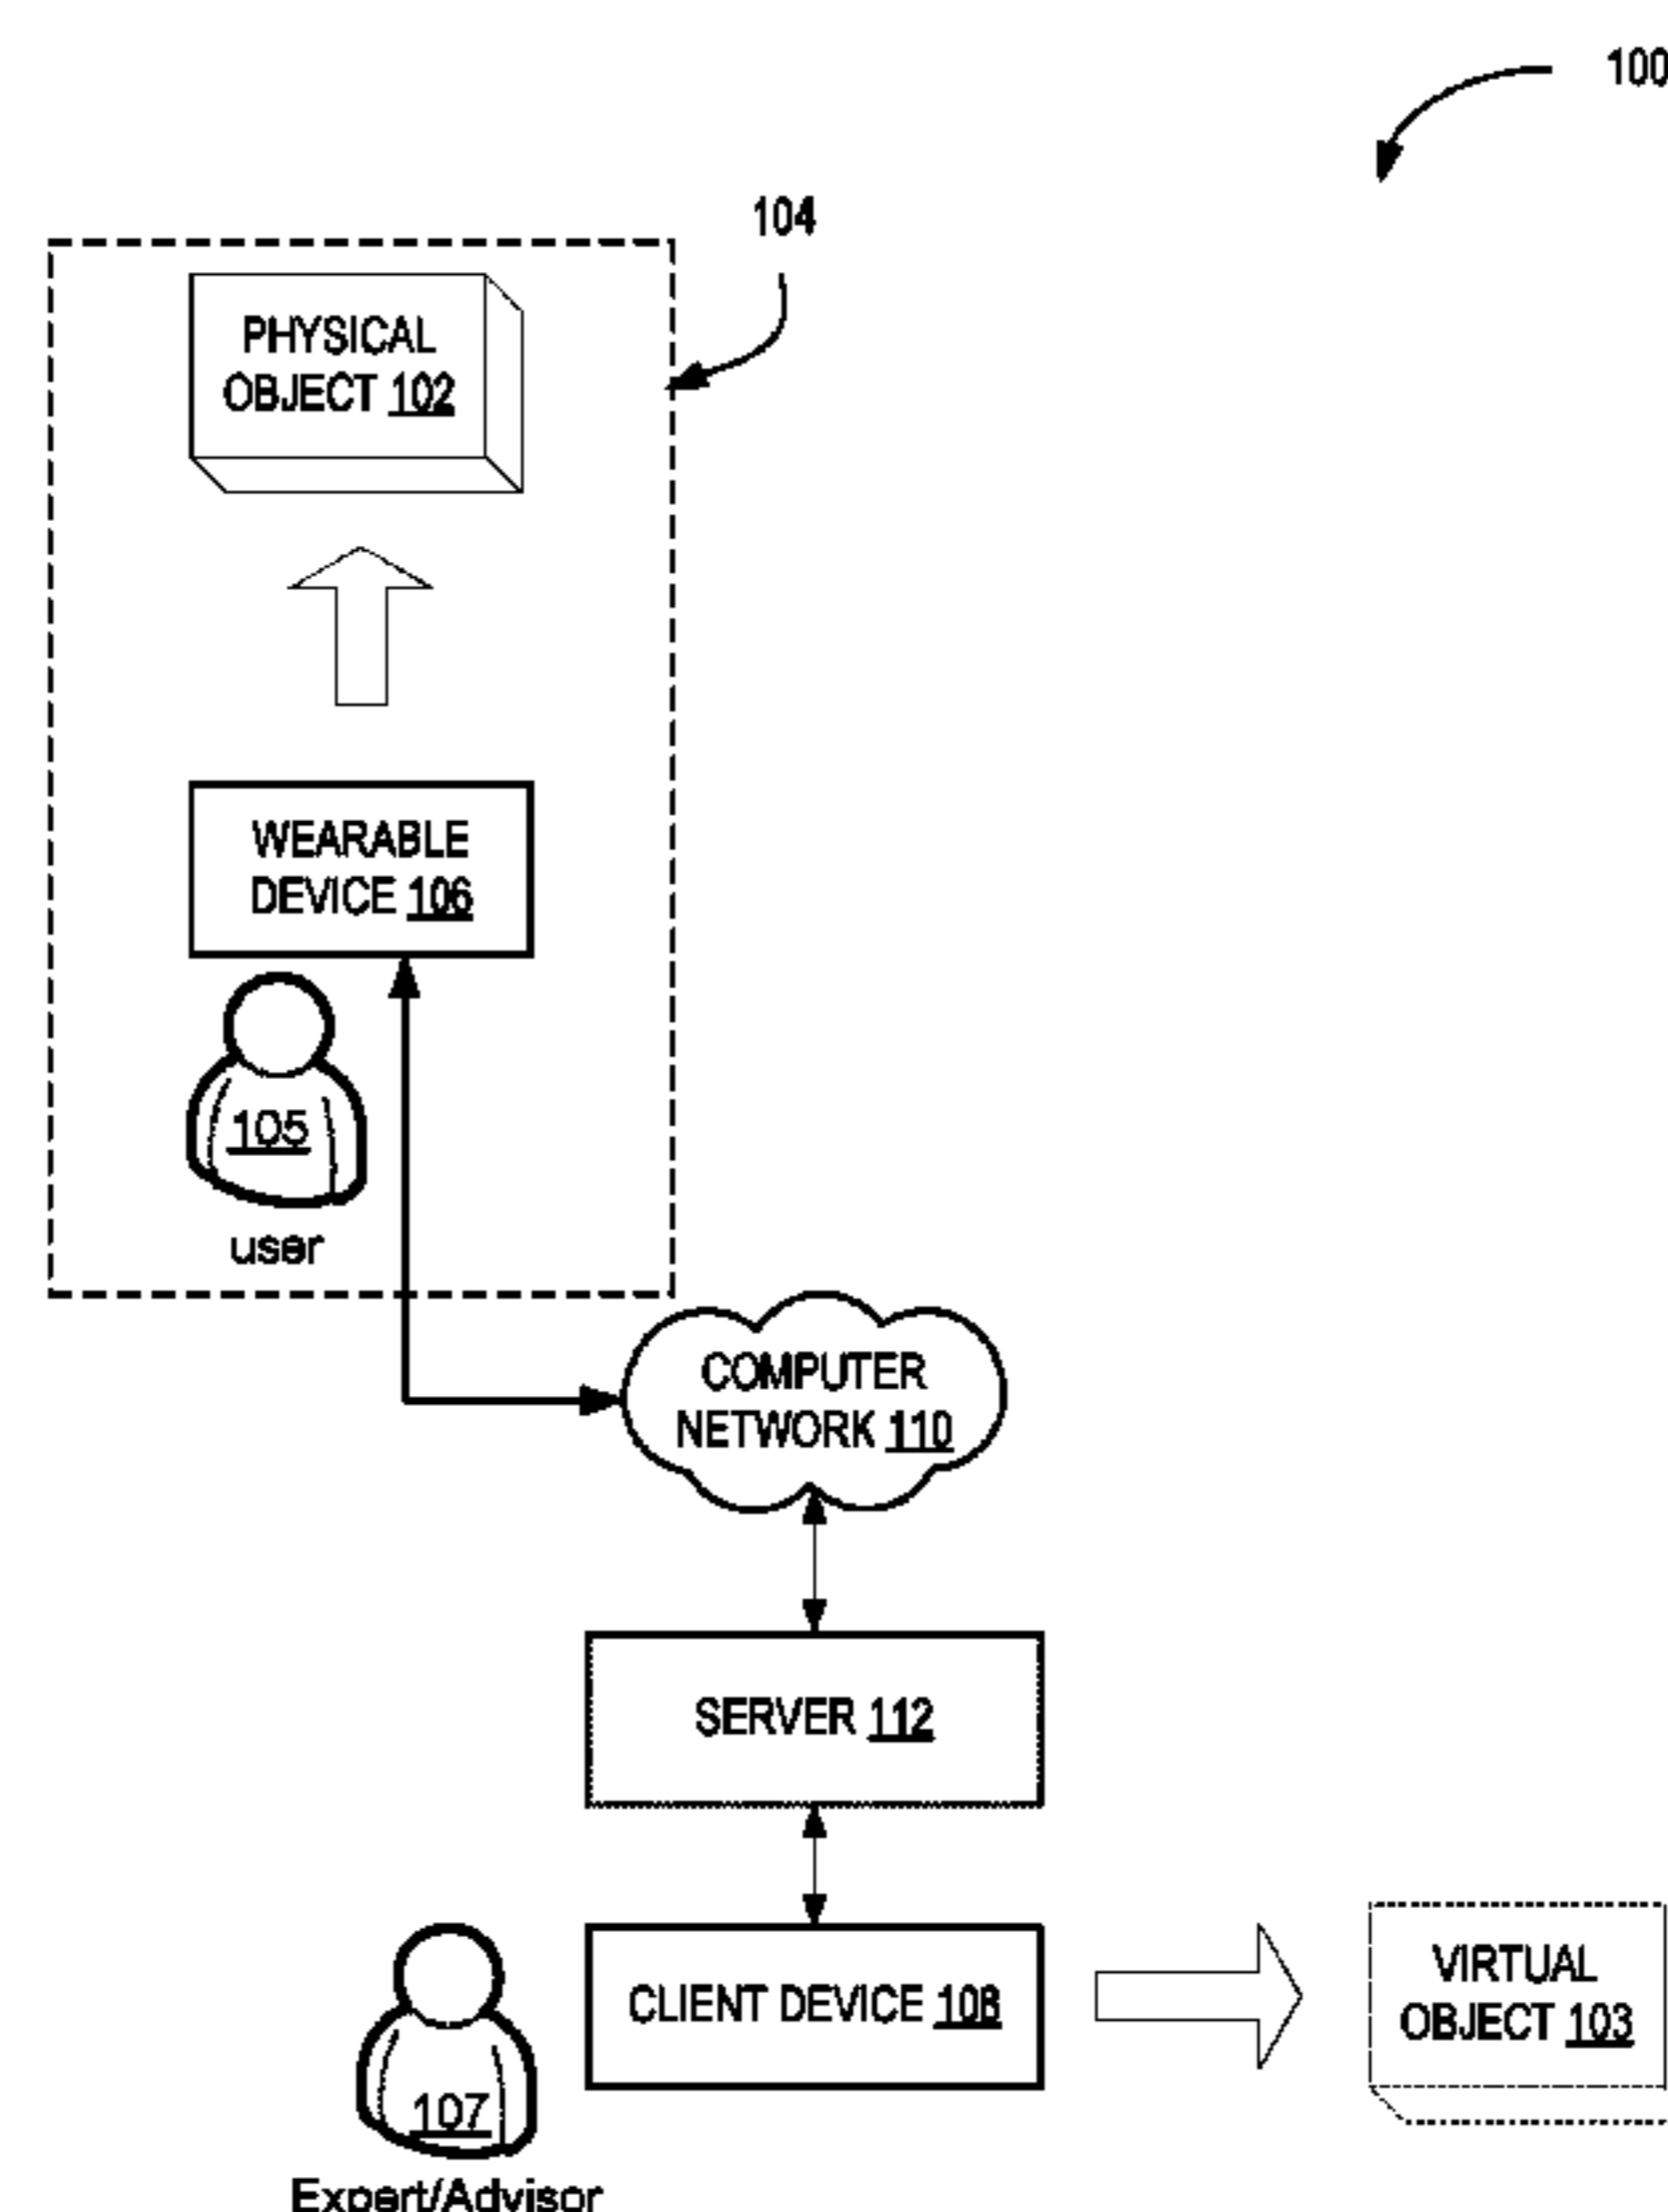 100
104
PHYSICAL
OBJECT 102
WEARABLE
DEVICE 106
105
user
COMPUTER
NETWORK 110
SERVER 112
CLIENT DEVICE 108
VIRTUAL
OBJECT 103
107
Expert/Advisor